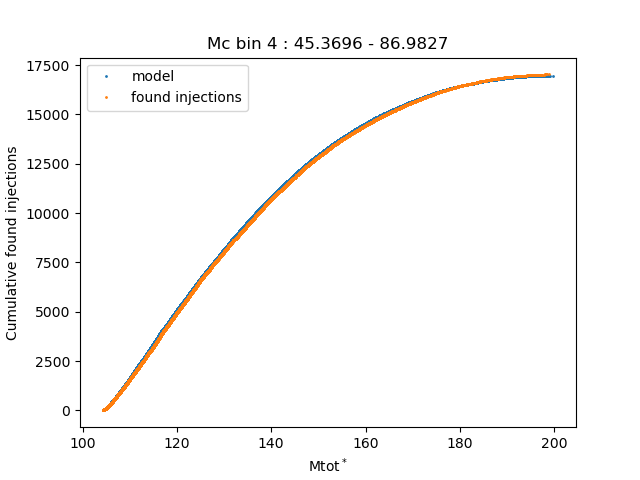 Mc bin 4 : 45.3696 - 86.9827
17500
15000
12500
10000
7500
5000
2500
0
model
found injections
Cumulative found injections
100 120 140 160 180 200
Mtot*